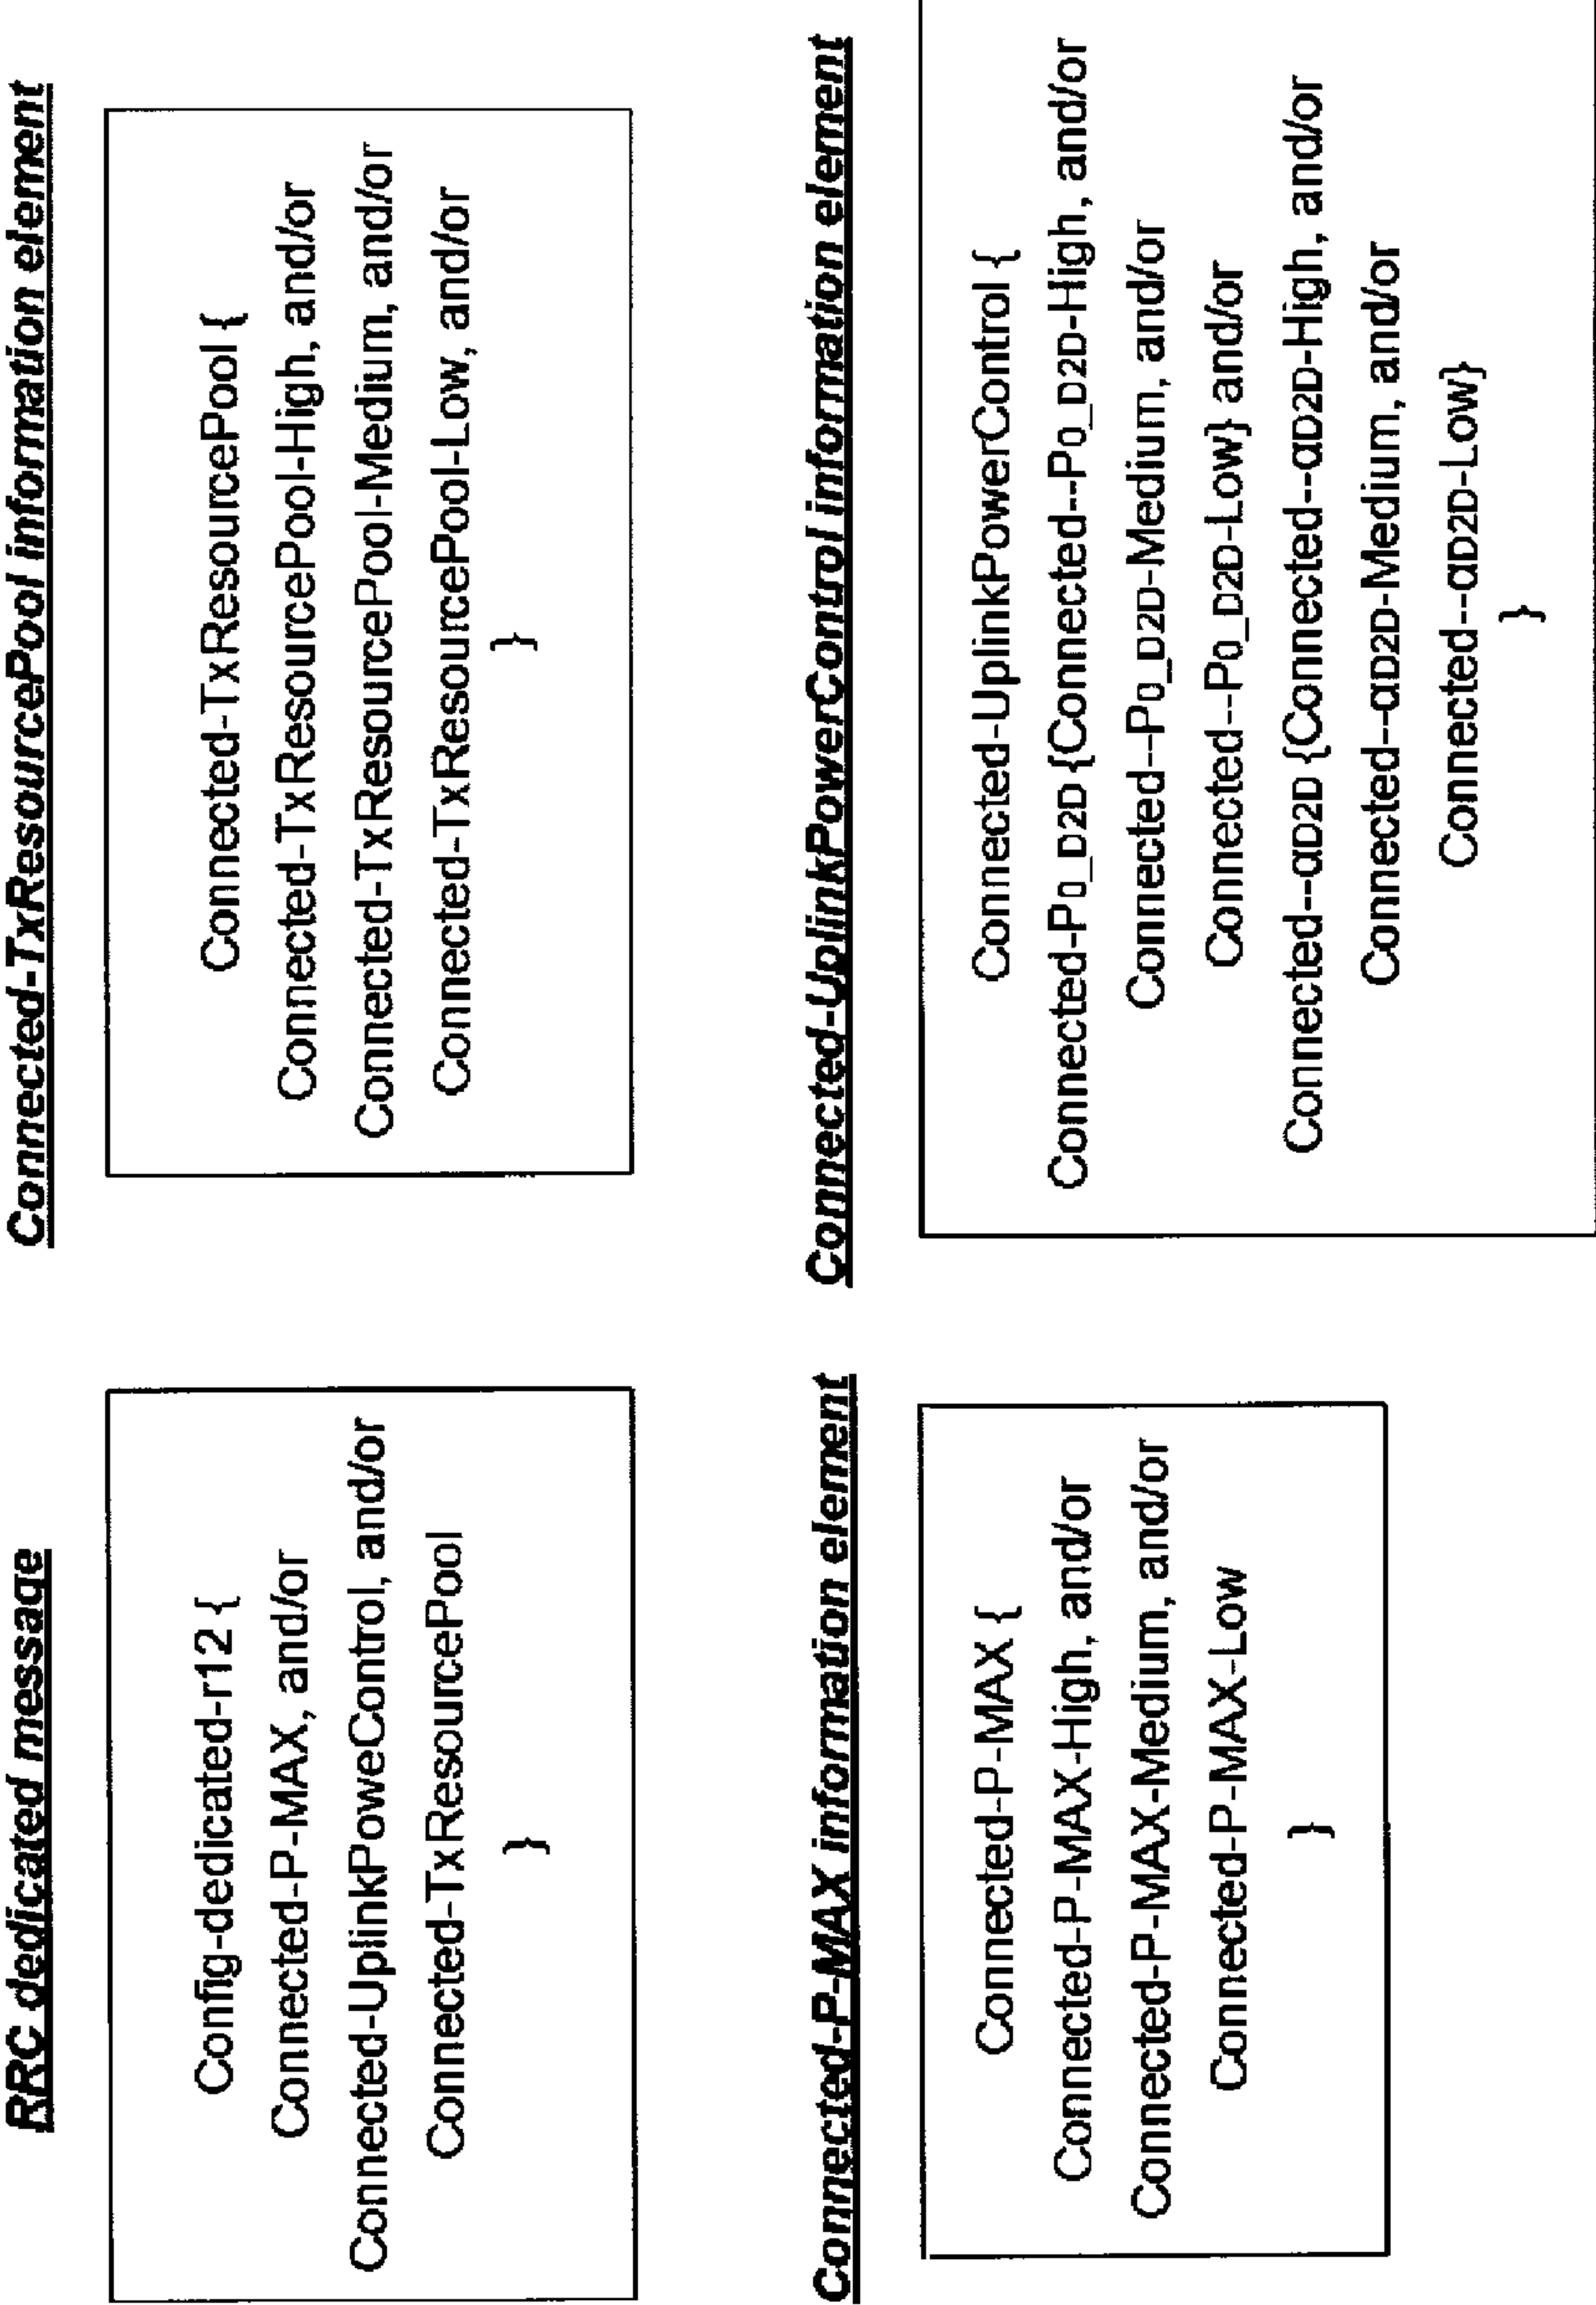 RRC dedicated message
Config-dedicated-r12 {
Connected-P-MAX, and/or
Connected-UplinkPoweControl, and/or
Connected-TxResourcePool
}
Connected-TxResourcePool information element
Connected-TxResourcePool {
Connected-TxResourcePool-High, and/or
Connected-TxResourcePool-Medium, and/or
Connected-TxResourcePool-Low, and/or
}
Connected-P-MAX information element
Connected-P-MAX {
Connected-P-MAX-High, and/or
Connected-P-MAX-Medium, and/or
Connected-P-MAX-Low
}
Connected-UplinkPowerControl information element
Connected-UplinkPowerControl {
Connected-P0_D2D {Connected--P0_D2D-High, and/or
Connected--P0_D2D-Medium, and/or
Connected--P0_D2D-Low} and/or
Connected--αD2D {Connected--αD2D-High, and/or
Connected--αD2D-Medium, and/or
Connected--αD2D-Low}
}